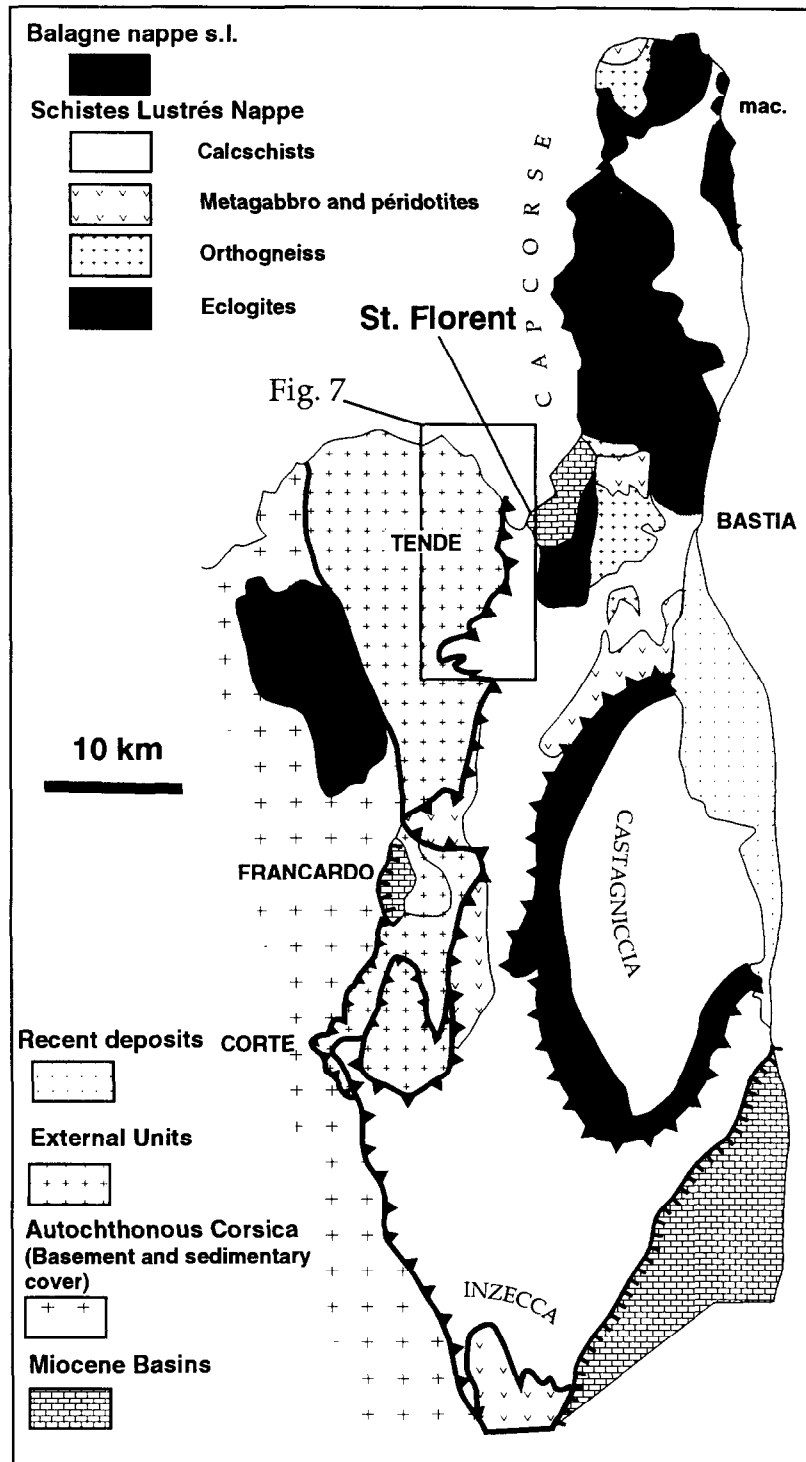 Balagne nappe s.l.
Schistes Lustrés Nappe
Calcschists
Metagabbro and péridotites
Orthogneiss
Eclogites
mac.
CAP CORSE
St. Florent
Fig. 7
TENDE
BASTIA
10 km
CASTAGNICCIA
FRANCARDO
Recent deposits
CORTE
External Units
Autochthonous Corsica
(Basement and sedimentary
cover)
INZECCA
Miocene Basins